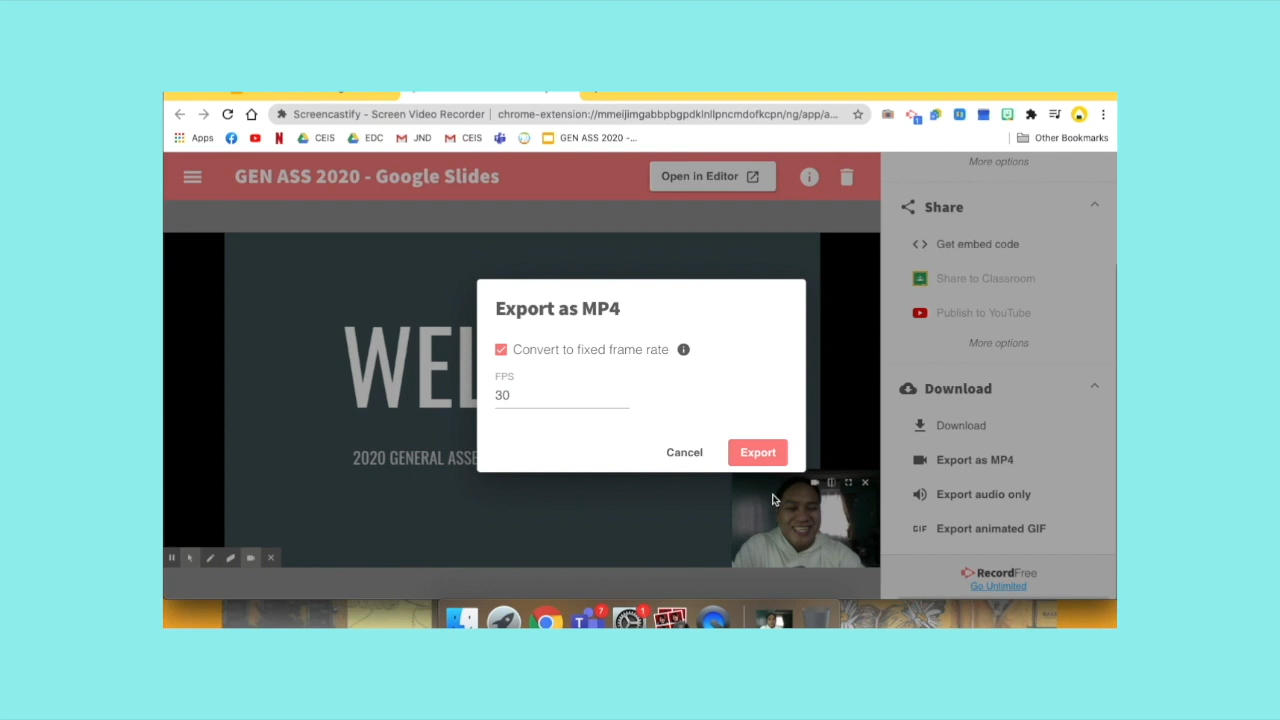 Screencastify - Screen Video Recorder | chrome-extension://mmeijimgabbpbgpdklnllpncmdofkcpn/ng/app/a...
Apps CEIS EDC JND CEIS GEN ASS 2020 -... Other Bookmarks
GEN ASS 2020 - Google Slides
Open in Editor
More options
Share
Get embed code
Share to Classroom
Publish to YouTube
More options
Download
Download
Export as MP4
Export audio only
GIF Export animated GIF
RecordFree
Go Unlimited
WEL
2020 GENERAL ASSE
Export as MP4
Convert to fixed frame rate
FPS
30
Cancel Export
7
1